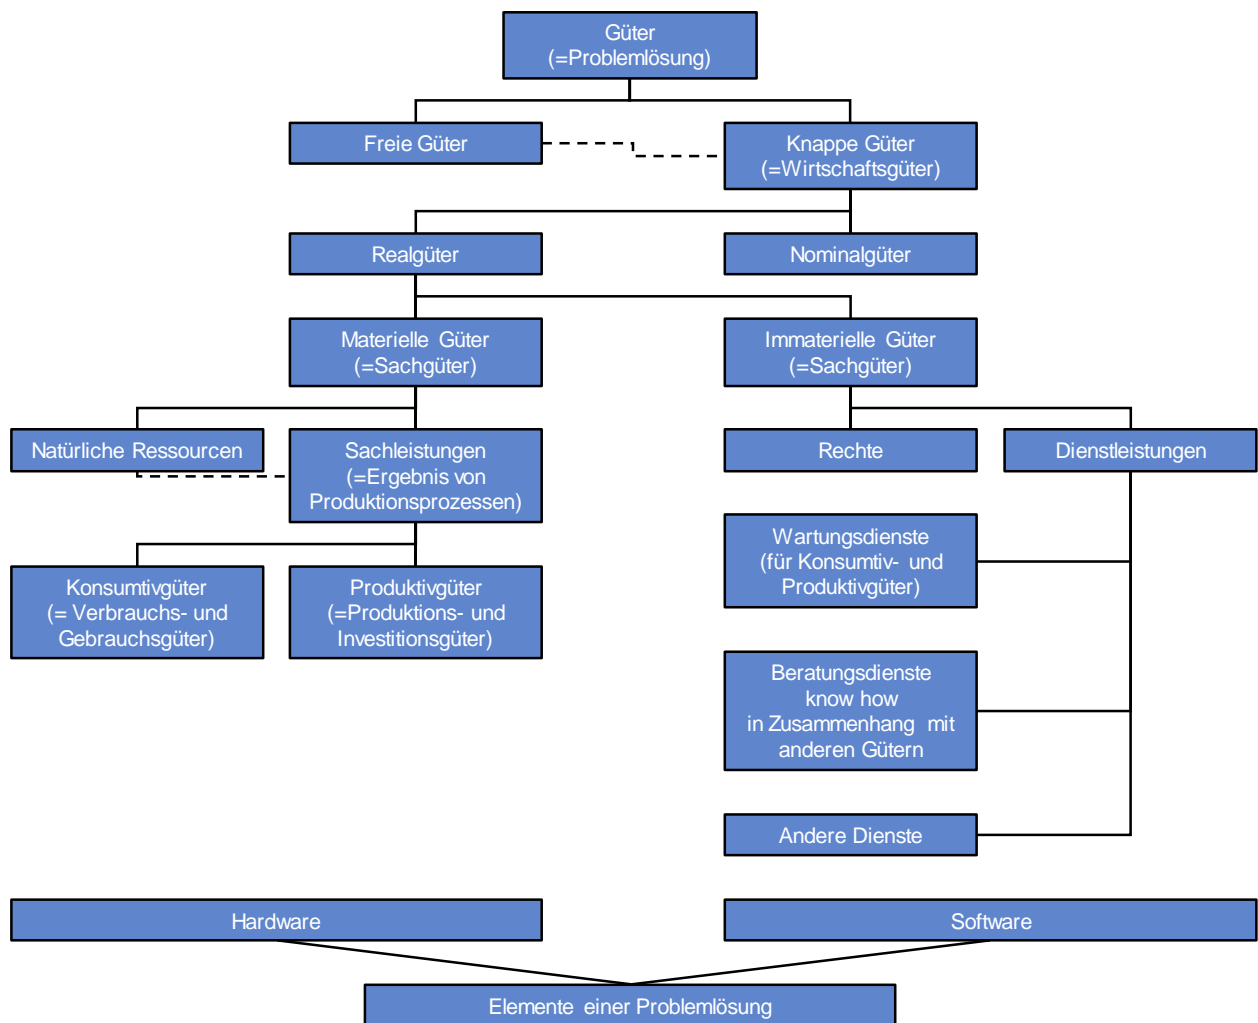 Güter
(=Problemlösung)
Freie Güter
Knappe Güter
(=Wirtschaftsgüter)
Realgüter
Nominalgüter
Materielle Güter
(=Sachgüter)
Immaterielle Güter
(=Sachgüter)
Natürliche Ressourcen
Sachleistungen
(=Ergebnis von
Produktionsprozessen)
Rechte
Dienstleistungen
Wartungsdienste
(für Konsumtiv- und
Produktivgüter)
Konsumtivgüter
(= Verbrauchs- und
Gebrauchsgüter)
Produktivgüter
(=Produktions- und
Investitionsgüter)
Beratungsdienste
know how
in Zusammenhang mit
anderen Gütern
Andere Dienste
Hardware
Software
Elemente einer Problemlösung